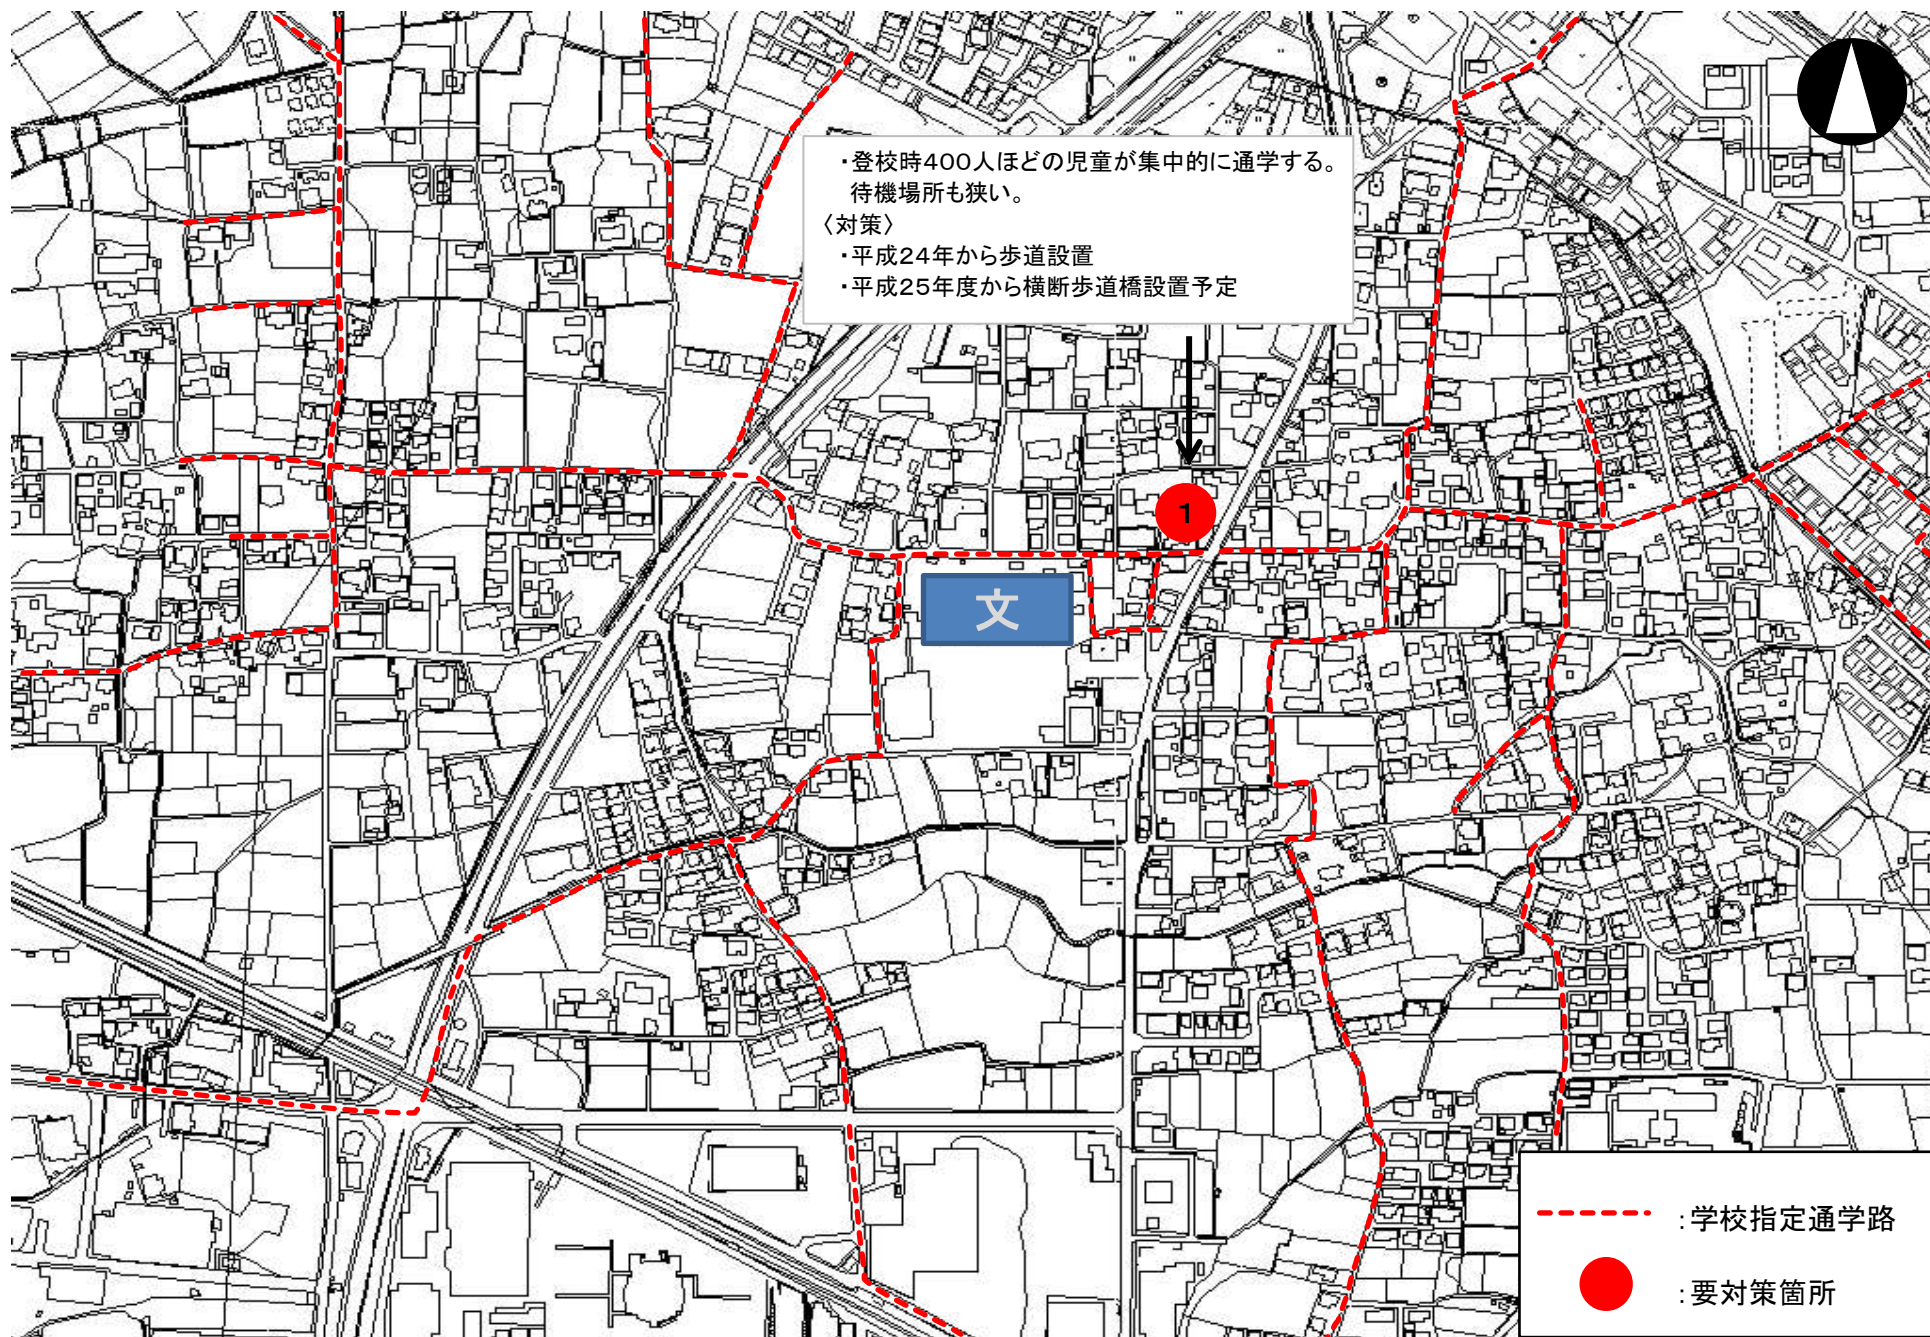 ・登校時400人ほどの児童が集中的に通学する。
待機場所も狭い。
〈対策〉
・平成24年から歩道設置
・平成25年度から横断歩道橋設置予定
1
文
:学校指定通学路
:要対策箇所